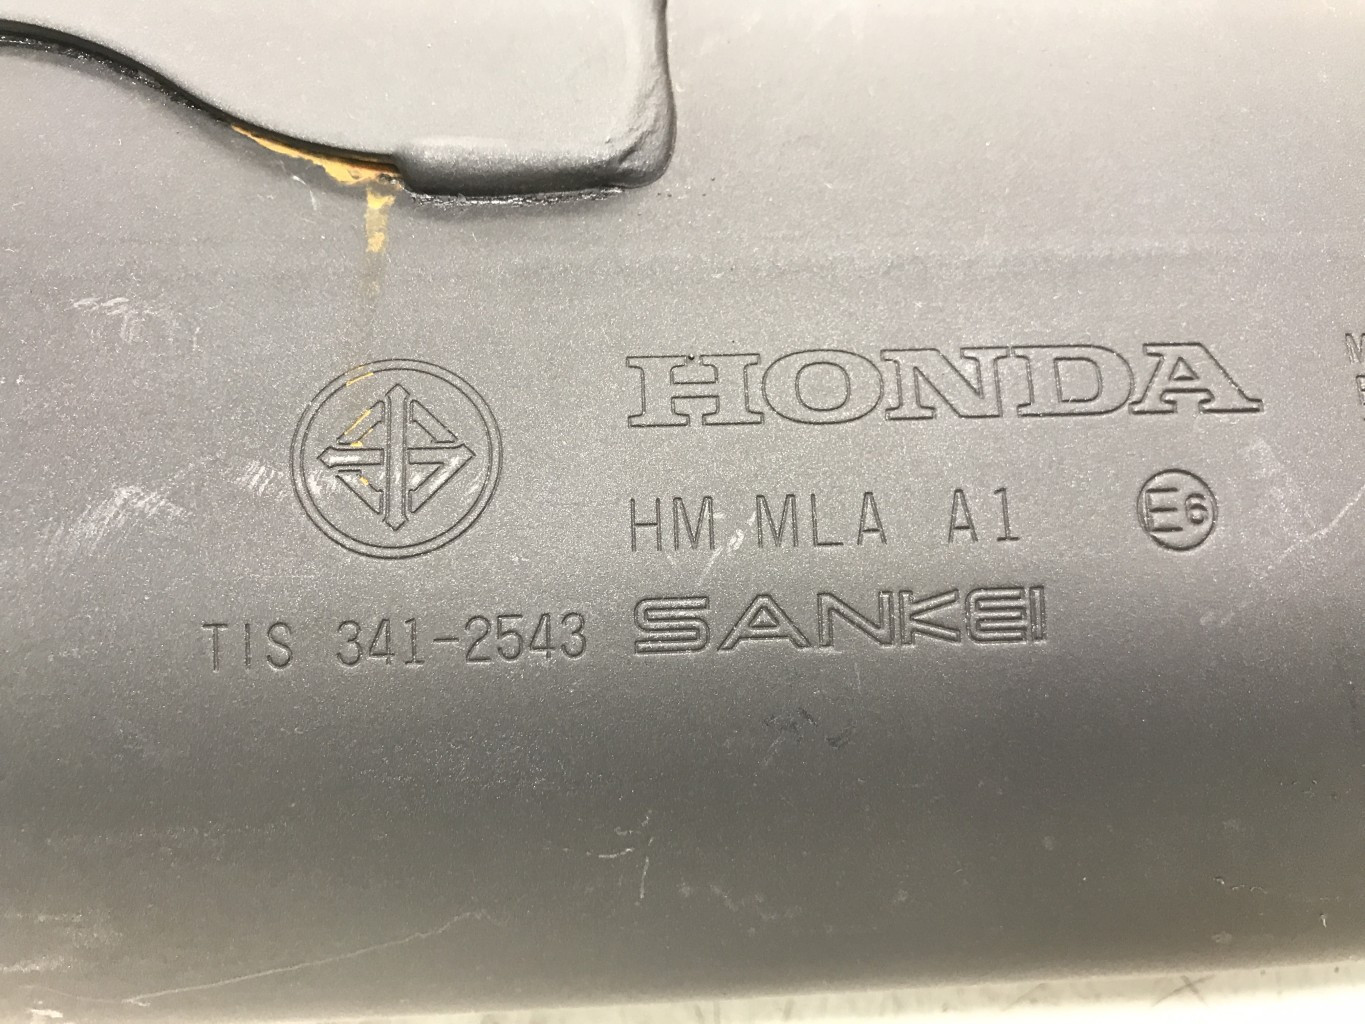 HONDA
HM MLA A1 E6
TIS 341-2543 SANKEI